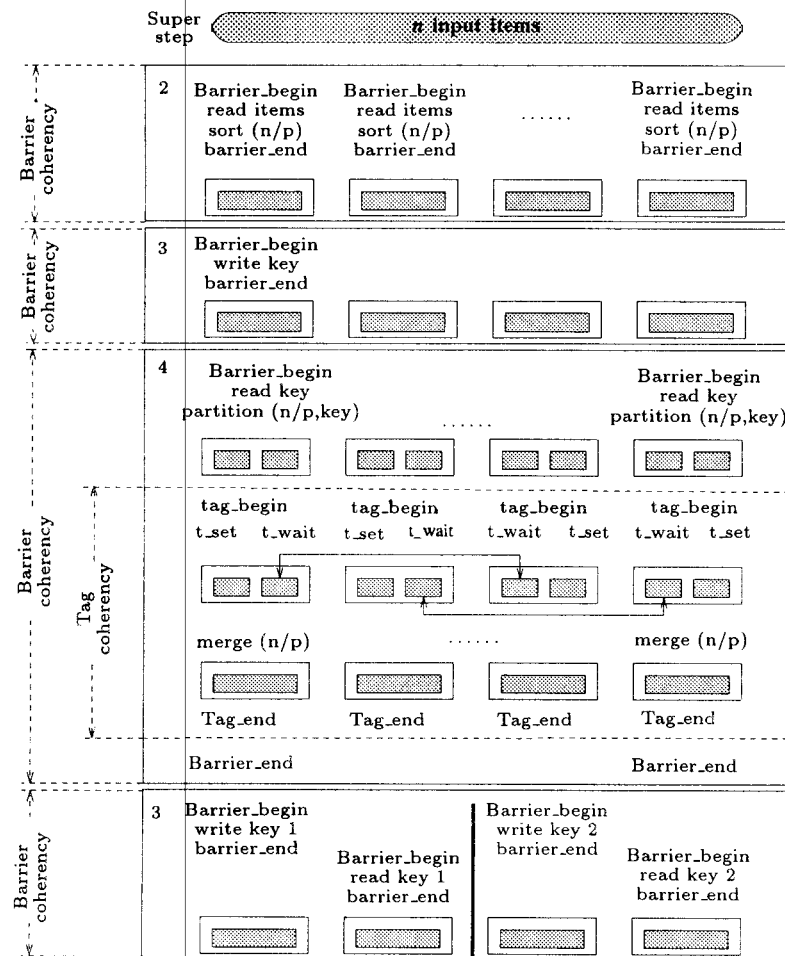 Super
step
n input items
Barrier
coherency
2
Barrier_begin
read items
sort (n/p)
barrier_end
Barrier_begin
read items
sort (n/p)
barrier_end
......
Barrier_begin
read items
sort (n/p)
barrier_end
Barrier
coherency
3
Barrier_begin
write key
barrier_end
Barrier
coherency
4
Barrier_begin
read key
partition (n/p,key)
......
Barrier_begin
read key
partition (n/p,key)
Tag
coherency
tag_begin tag_begin tag_begin tag_begin
t_set t_wait t_set t_wait t_wait t_set t_wait t_set
merge (n/p) ...... merge (n/p)
Tag_end Tag_end Tag_end Tag_end
Barrier_end Barrier_end
Barrier
coherency
3
Barrier_begin
write key 1
barrier_end
Barrier_begin
read key 1
barrier_end
Barrier_begin
write key 2
barrier_end
Barrier_begin
read key 2
barrier_end